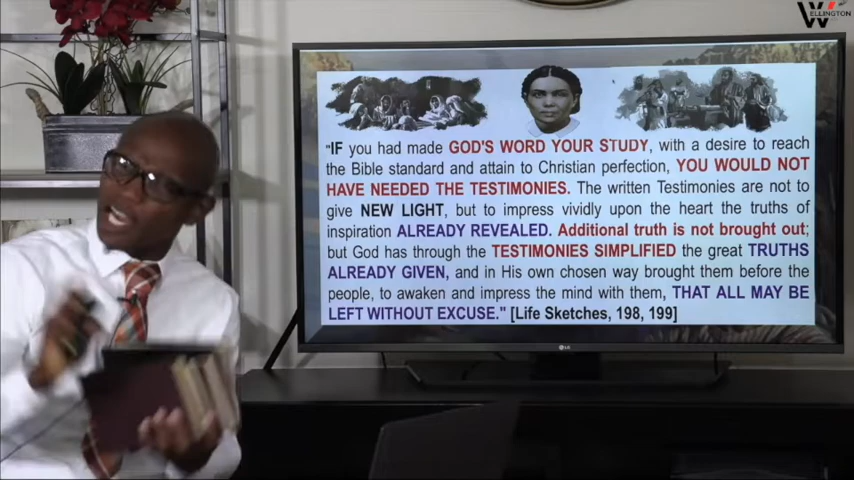 WELLINGTON
"IF you had made GOD'S WORD YOUR STUDY, with a desire to reach
the Bible standard and attain to Christian perfection, YOU WOULD NOT
HAVE NEEDED THE TESTIMONIES. The written Testimonies are not to
give NEW LIGHT, but to impress vividly upon the heart the truths of
inspiration ALREADY REVEALED. Additional truth is not brought out;
but God has through the TESTIMONIES SIMPLIFIED the great TRUTHS
ALREADY GIVEN, and in His own chosen way brought them before the
people, to awaken and impress the mind with them, THAT ALL MAY BE
LEFT WITHOUT EXCUSE." [Life Sketches, 198, 199]
LG